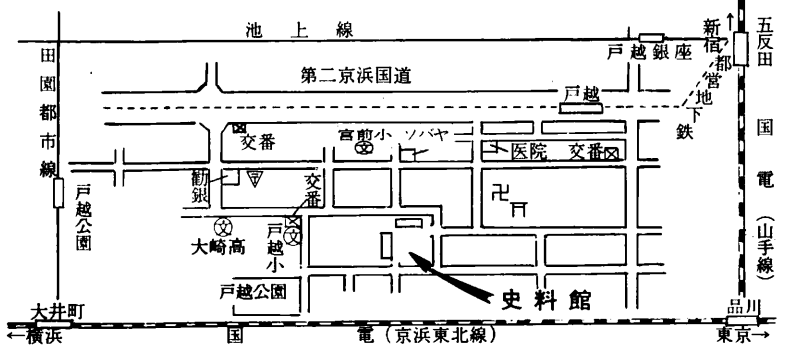 池上線
戸越銀座
新宿
五反田
田園都市線
第二京浜国道
戸越
都営地下鉄
国電(山手線)
交番
宮前小
ソバヤ
医院
交番
勧銀
交番
卍
戸越公園
文
大崎高
文
戸越小
文
戸越公園
史料館
大井町
品川
←横浜
国電(京浜東北線)
東京→